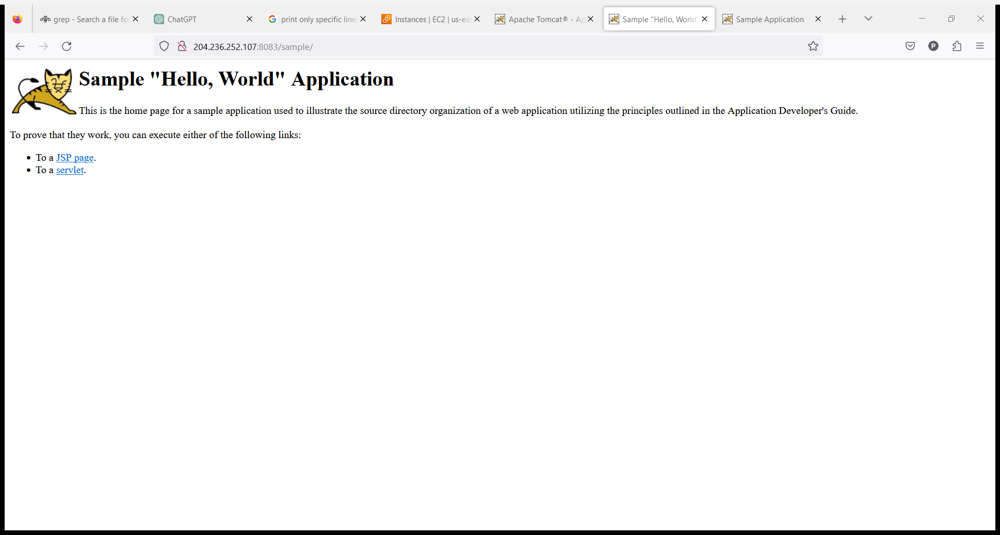 grep - Search a file fo
ChatGPT
print only specific line
Instances | EC2 | us-ea
Apache Tomcat® - Ap
Sample "Hello, World"
Sample Application
204.236.252.107:8083/sample/
P
Sample "Hello, World" Application
This is the home page for a sample application used to illustrate the source directory organization of a web application utilizing the principles outlined in the Application Developer's Guide.
To prove that they work, you can execute either of the following links:
• To a JSP page.
• To a servlet.